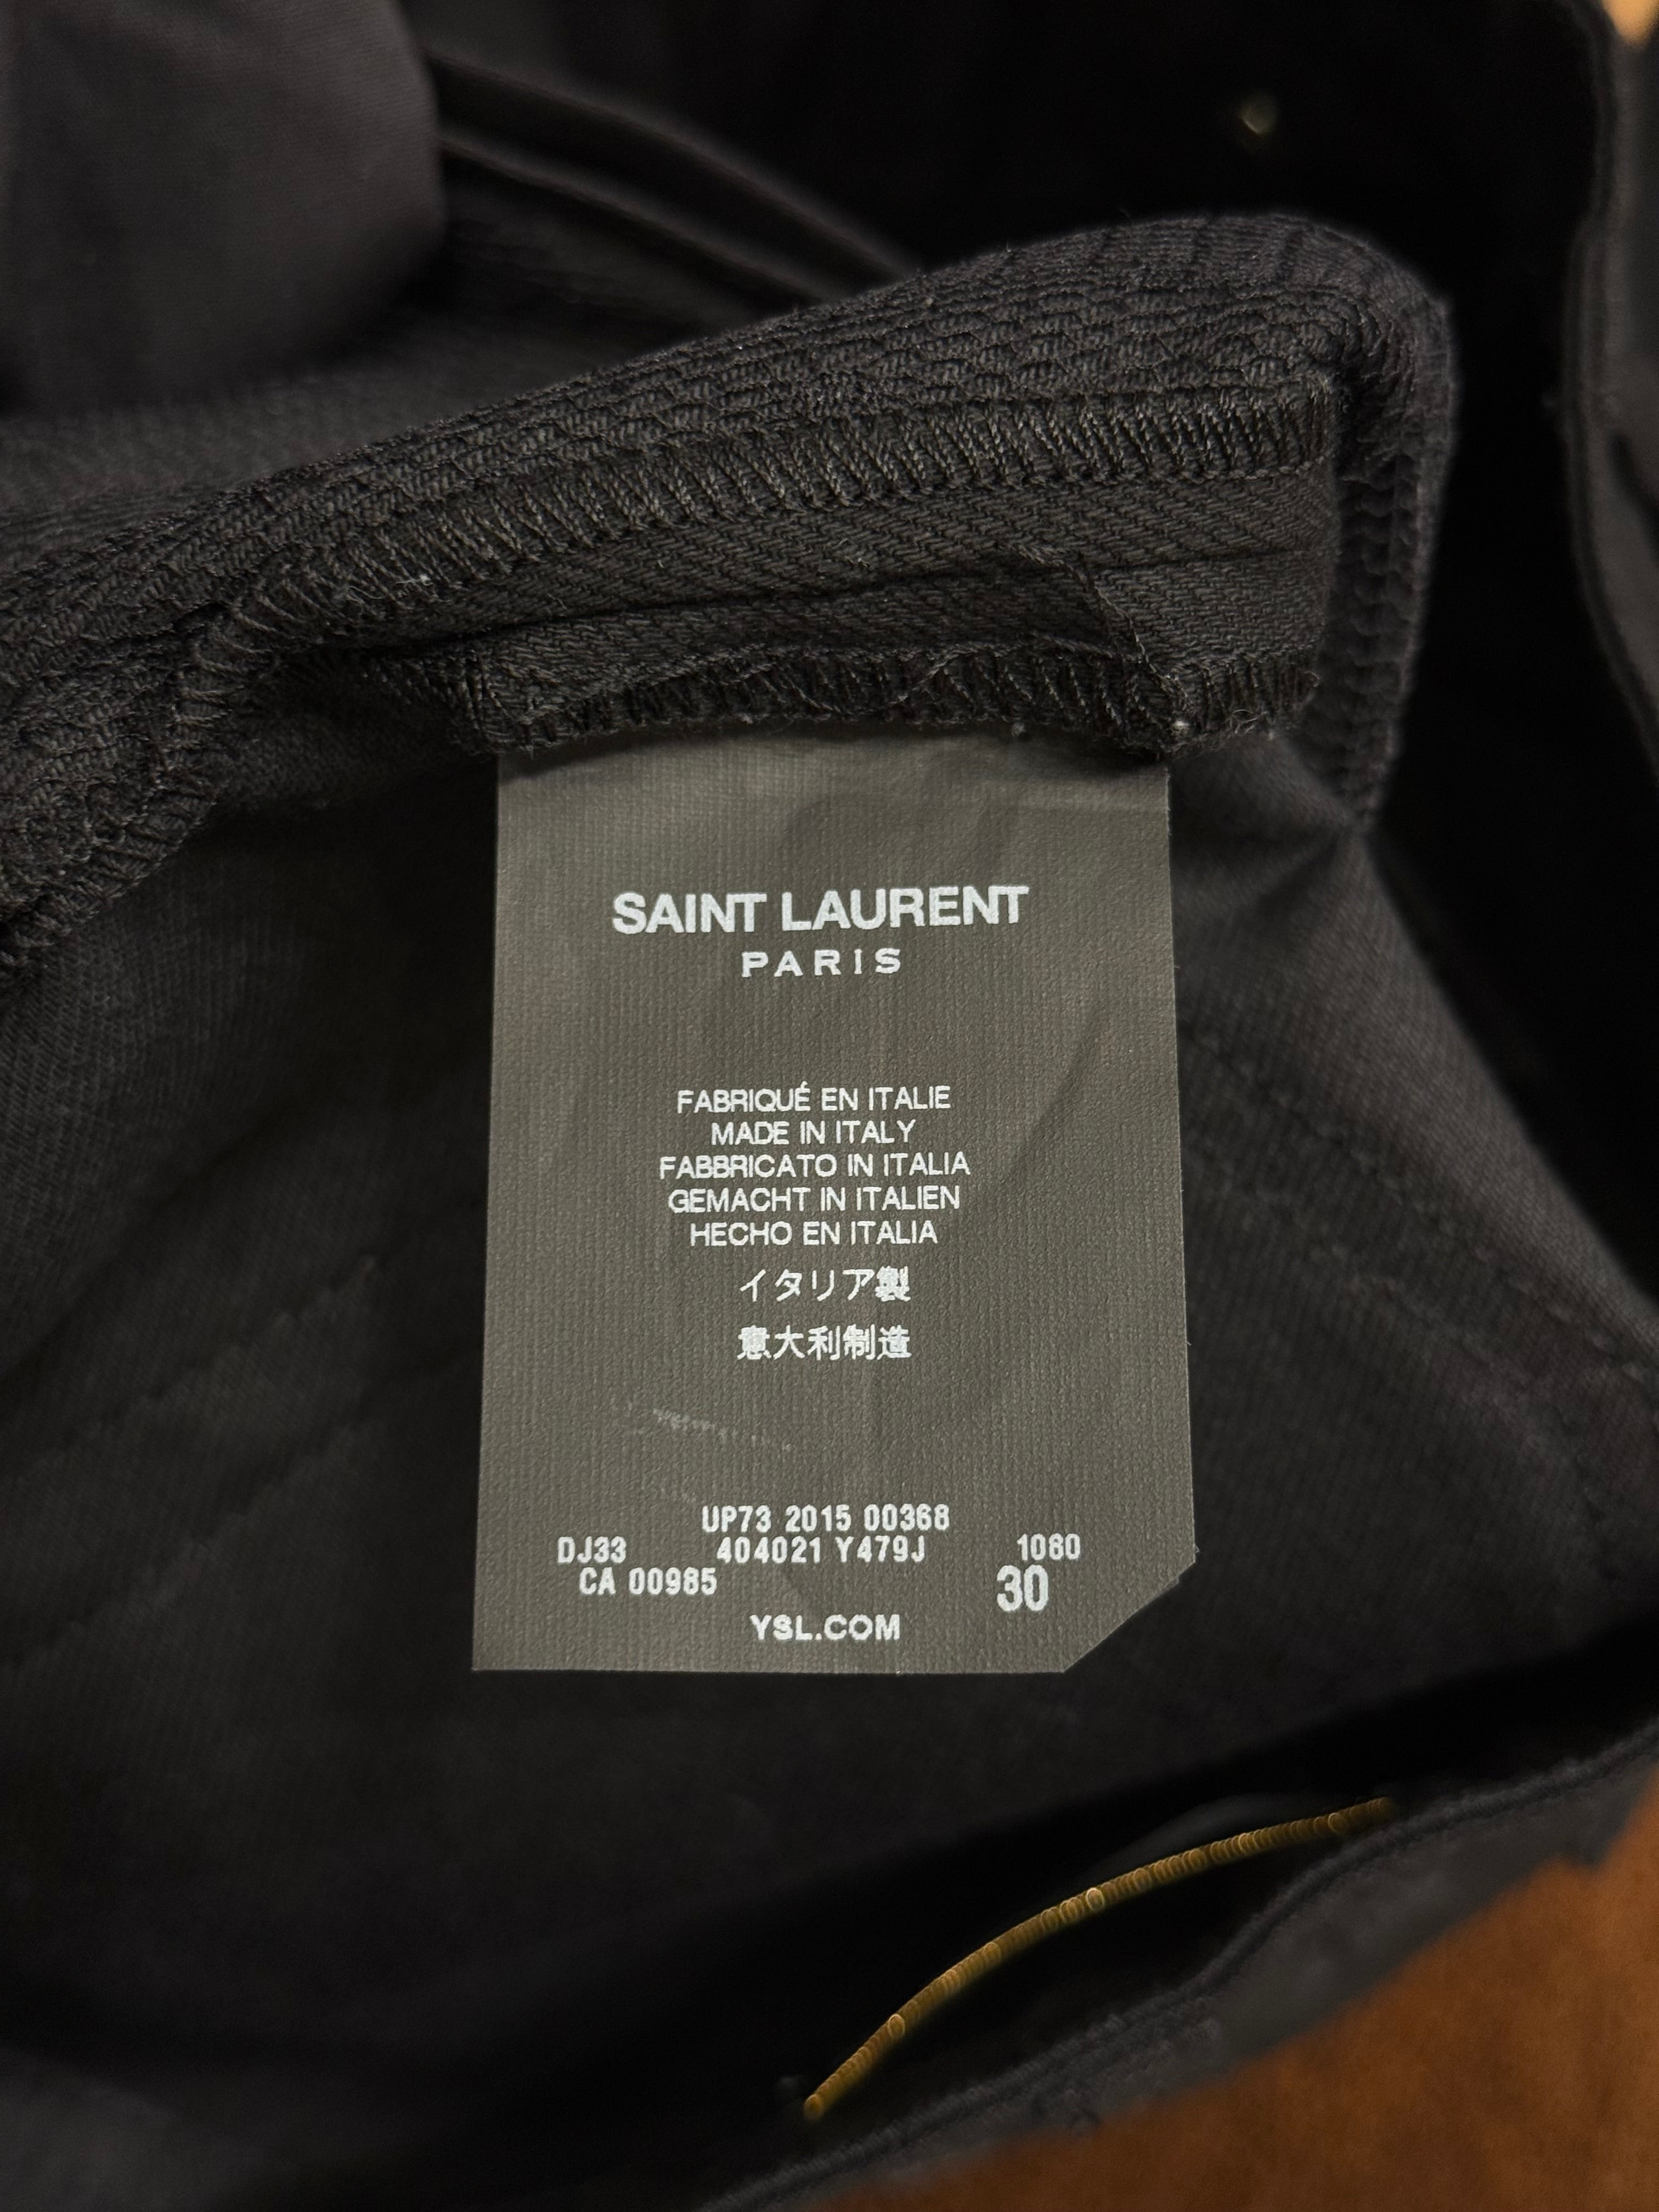 SAINT LAURENT
PARIS
FABRIQUÉ EN ITALIE
MADE IN ITALY
FABBRICATO IN ITALIA
GEMACHT IN ITALIEN
HECHO EN ITALIA
イタリア製
意大利制造
UP73 2015 00368
DJ33 404021 Y479J 1080
CA 00985 30
YSL.COM